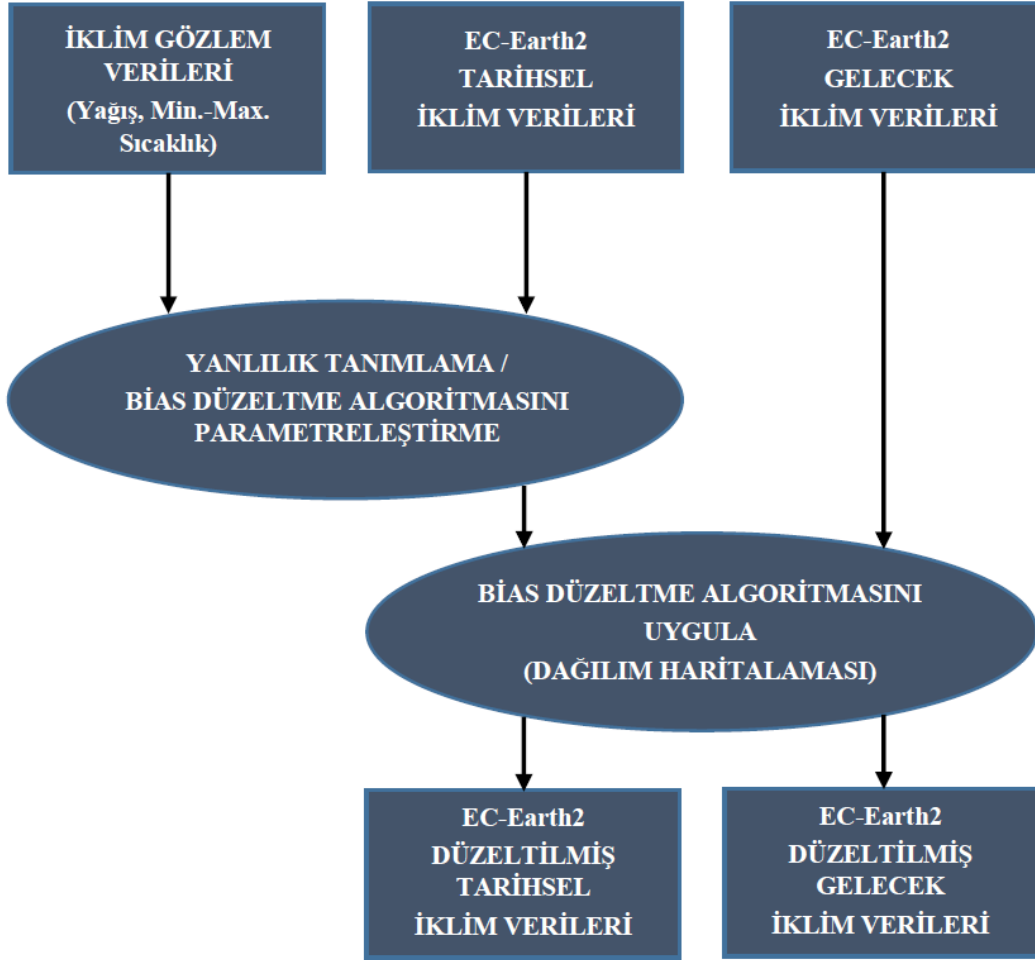 İKLİM GÖZLEM
VERİLERİ
(Yağış, Min.-Max.
Sıcaklık)
EC-Earth2
TARİHSEL
İKLİM VERİLERİ
EC-Earth2
GELECEK
İKLİM VERİLERİ
YANLILIK TANIMLAMA /
BİAS DÜZELTME ALGORİTMASINI
PARAMETRELEŞTİRME
BİAS DÜZELTME ALGORİTMASINI
UYGULA
(DAĞILIM HARİTALAMASI)
EC-Earth2
DÜZELTİLMİŞ
TARİHSEL
İKLİM VERİLERİ
EC-Earth2
DÜZELTİLMİŞ
GELECEK
İKLİM VERİLERİ